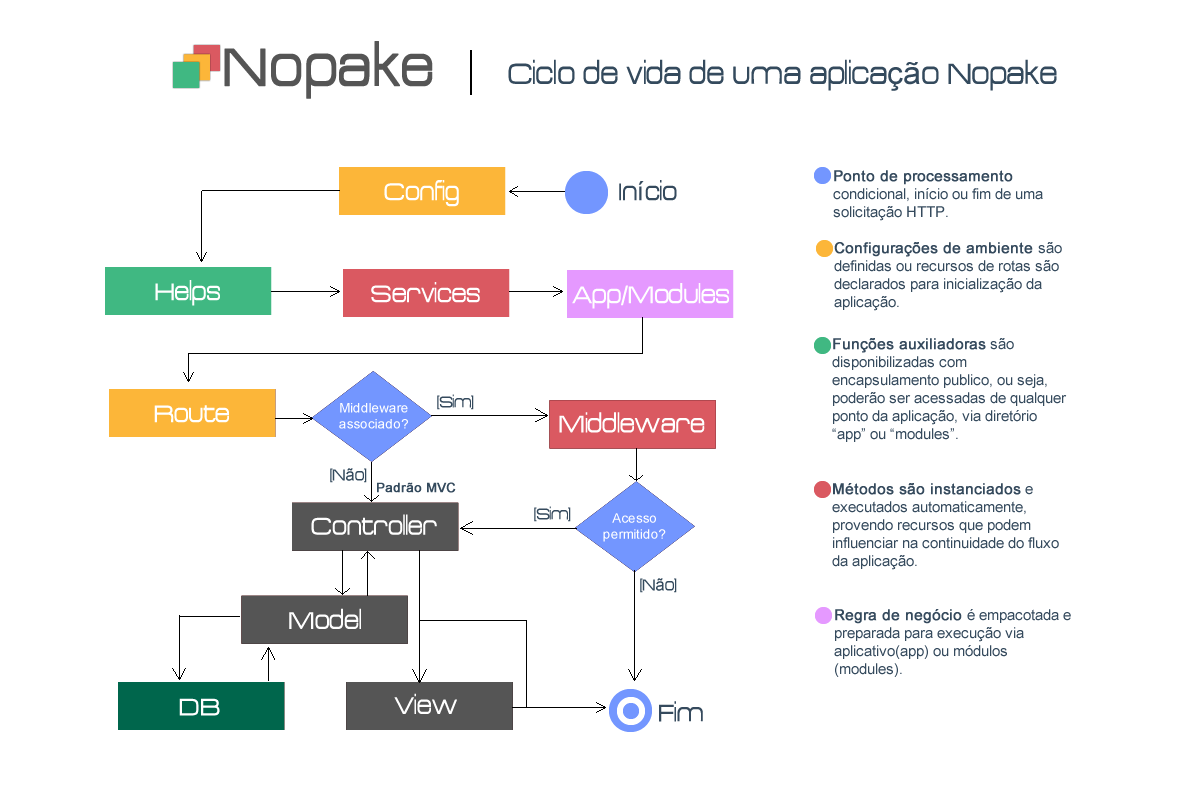 Nopake
Ciclo de vida de uma aplicação Nopake
Config
Início
Helps
Services
App/Modules
Route
Middleware
associado?
[Sim]
Middleware
[Não]
Padrão MVC
Controller
[Sim]
Acesso
permitido?
[Não]
Model
DB
View
Fim
Ponto de processamento
condicional, início ou fim de uma
solicitação HTTP.
Configurações de ambiente são
definidas ou recursos de rotas são
declarados para inicialização da
aplicação.
Funções auxiliadoras são
disponibilizadas com
encapsulamento publico, ou seja,
poderão ser acessadas de qualquer
ponto da aplicação, via diretório
“app” ou “modules”.
Métodos são instanciados e
executados automaticamente,
provendo recursos que podem
influenciar na continuidade do fluxo
da aplicação.
Regra de negócio é empacotada e
preparada para execução via
aplicativo(app) ou módulos
(modules).